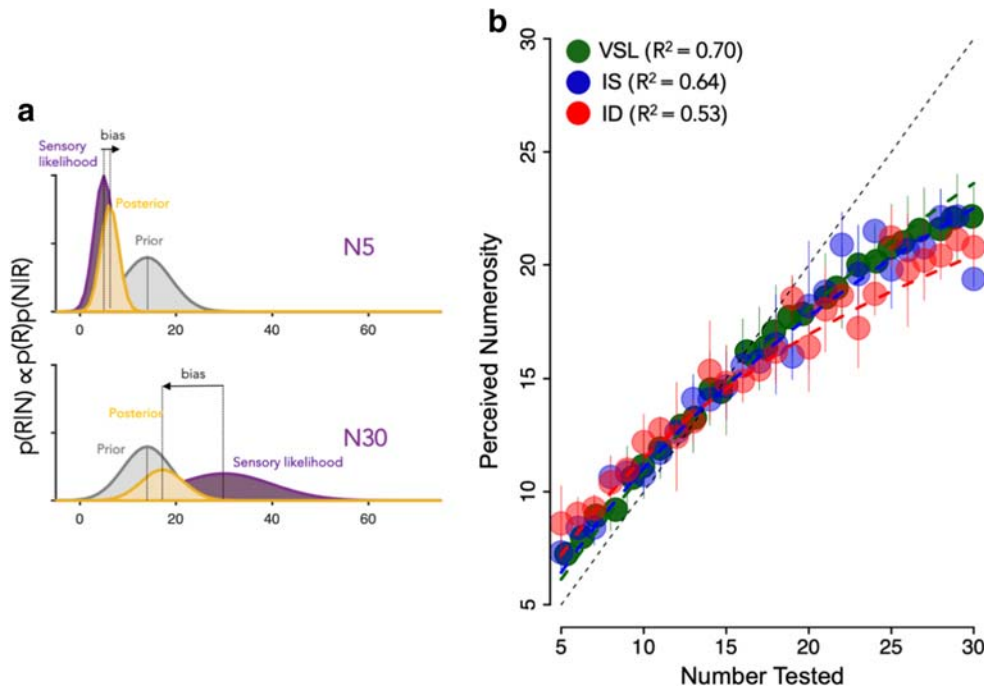 a
bias
Sensory
likelihood
Posterior
Prior
N5
0 20 40 60
bias
Posterior
Prior
N30
Sensory likelihood
0 20 40 60
p(R|N) ∝p(R)p(N|R)
b
VSL (R² = 0.70)
IS (R² = 0.64)
ID (R² = 0.53)
30
25
20
15
10
5
Perceived Numerosity
5 10 15 20 25 30
Number Tested